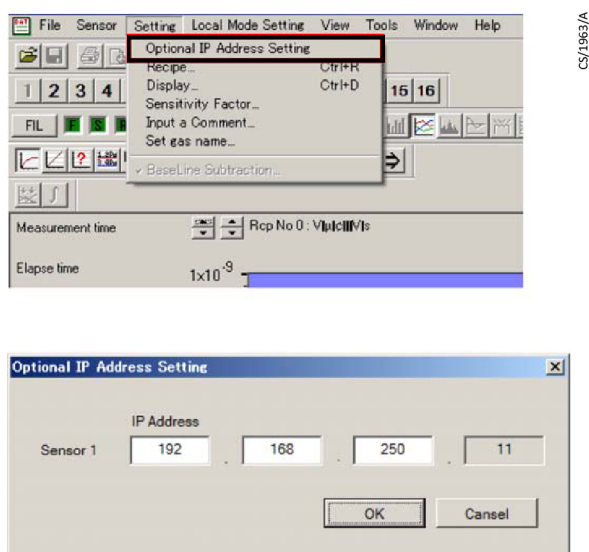 File Sensor Setting Local Mode Setting View Tools Window Help
CS/1963/A
Optional IP Address Setting
Recipe... Ctrl+R
1 2 3 4 Display... Ctrl+D 15 16
Sensitivity Factor...
FIL F S Input a Comment...
Set gas name...
BaseLine Subtraction...
Measurement time Rcp No 0 :
Elapse time 1x10-9
Optional IP Address Setting
IP Address
Sensor 1 192 . 168 . 250 . 11
OK Cansel